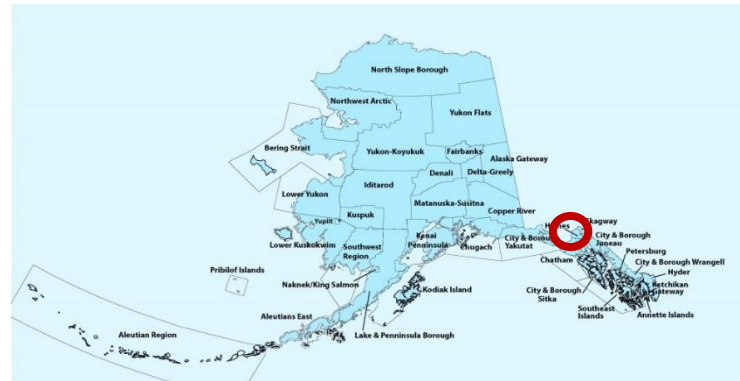 North Slope Borough
Northwest Arctic
Yukon Flats
Bering Strait
Yukon-Koyukuk
Fairbanks
Alaska Gateway
Denali
Delta-Greely
Iditarod
Lower Yukon
Matanuska-Susitna
Copper River
Kuspuk
Yupiit
Lower Kuskokwim
Southwest
Region
Kenai
Penninsula
Chugach
City & Borough
Yakutat
Haines
Skagway
City & Borough
Juneau
Petersburg
Chatham
City & Borough Wrangell
Hyder
Pribilof Islands
Naknek/King Salmon
Kodiak Island
City & Borough
Sitka
Ketchikan
Gateway
Southeast
Islands
Annette Islands
Aleutians East
Lake & Penninsula Borough
Aleutian Region